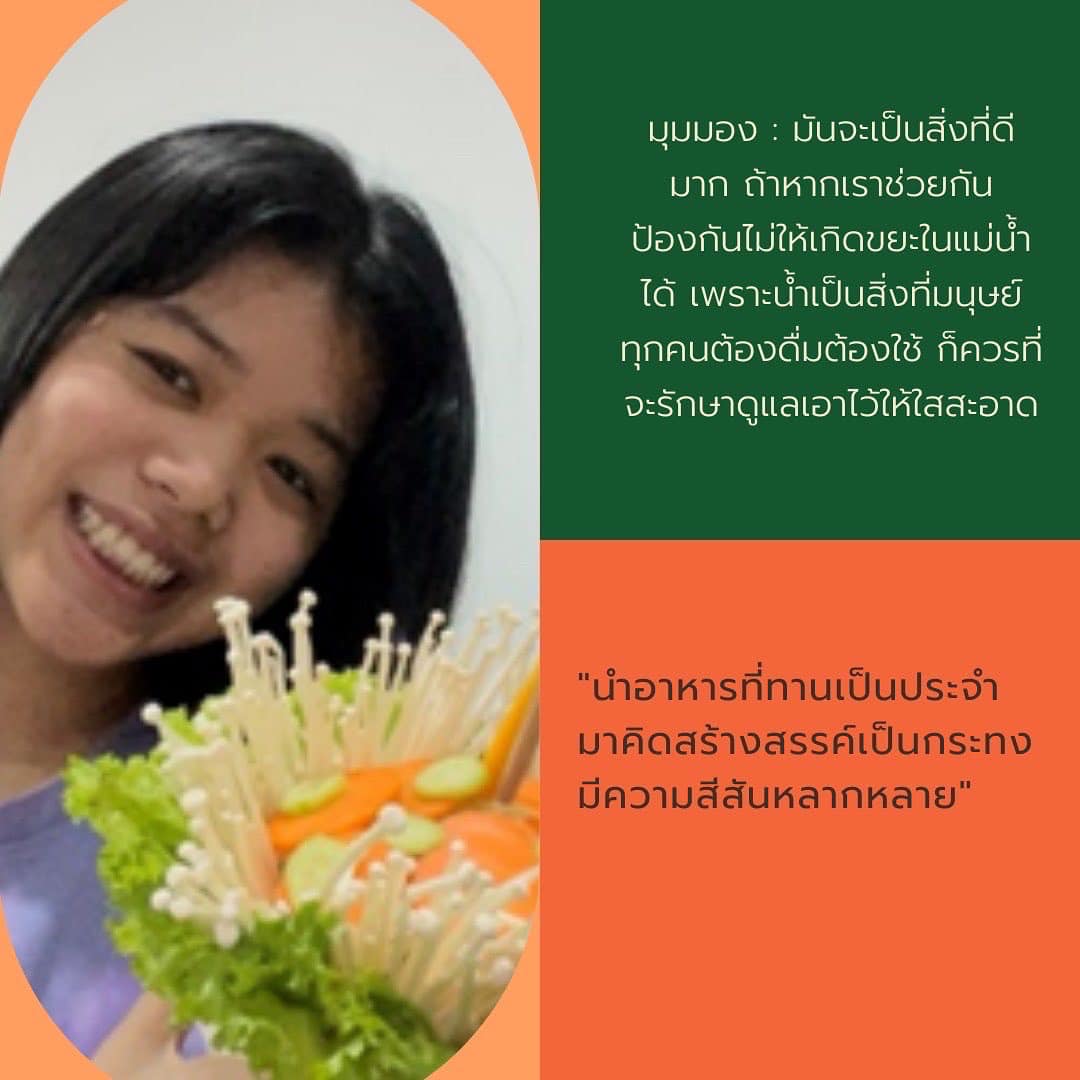 มุมมอง : มันจะเป็นสิ่งที่ดี
มาก ถ้าหากเราช่วยกัน
ป้องกันไม่ให้เกิดขยะในแม่น้ำ
ได้ เพราะน้ำเป็นสิ่งที่มนุษย์
ทุกคนต้องดื่มต้องใช้ ก็ควรที่
จะรักษาดูแลเอาไว้ให้ใสสะอาด
"นำอาหารที่ทานเป็นประจำ
มาคิดสร้างสรรค์เป็นกระทง
มีความสีสันหลากหลาย"